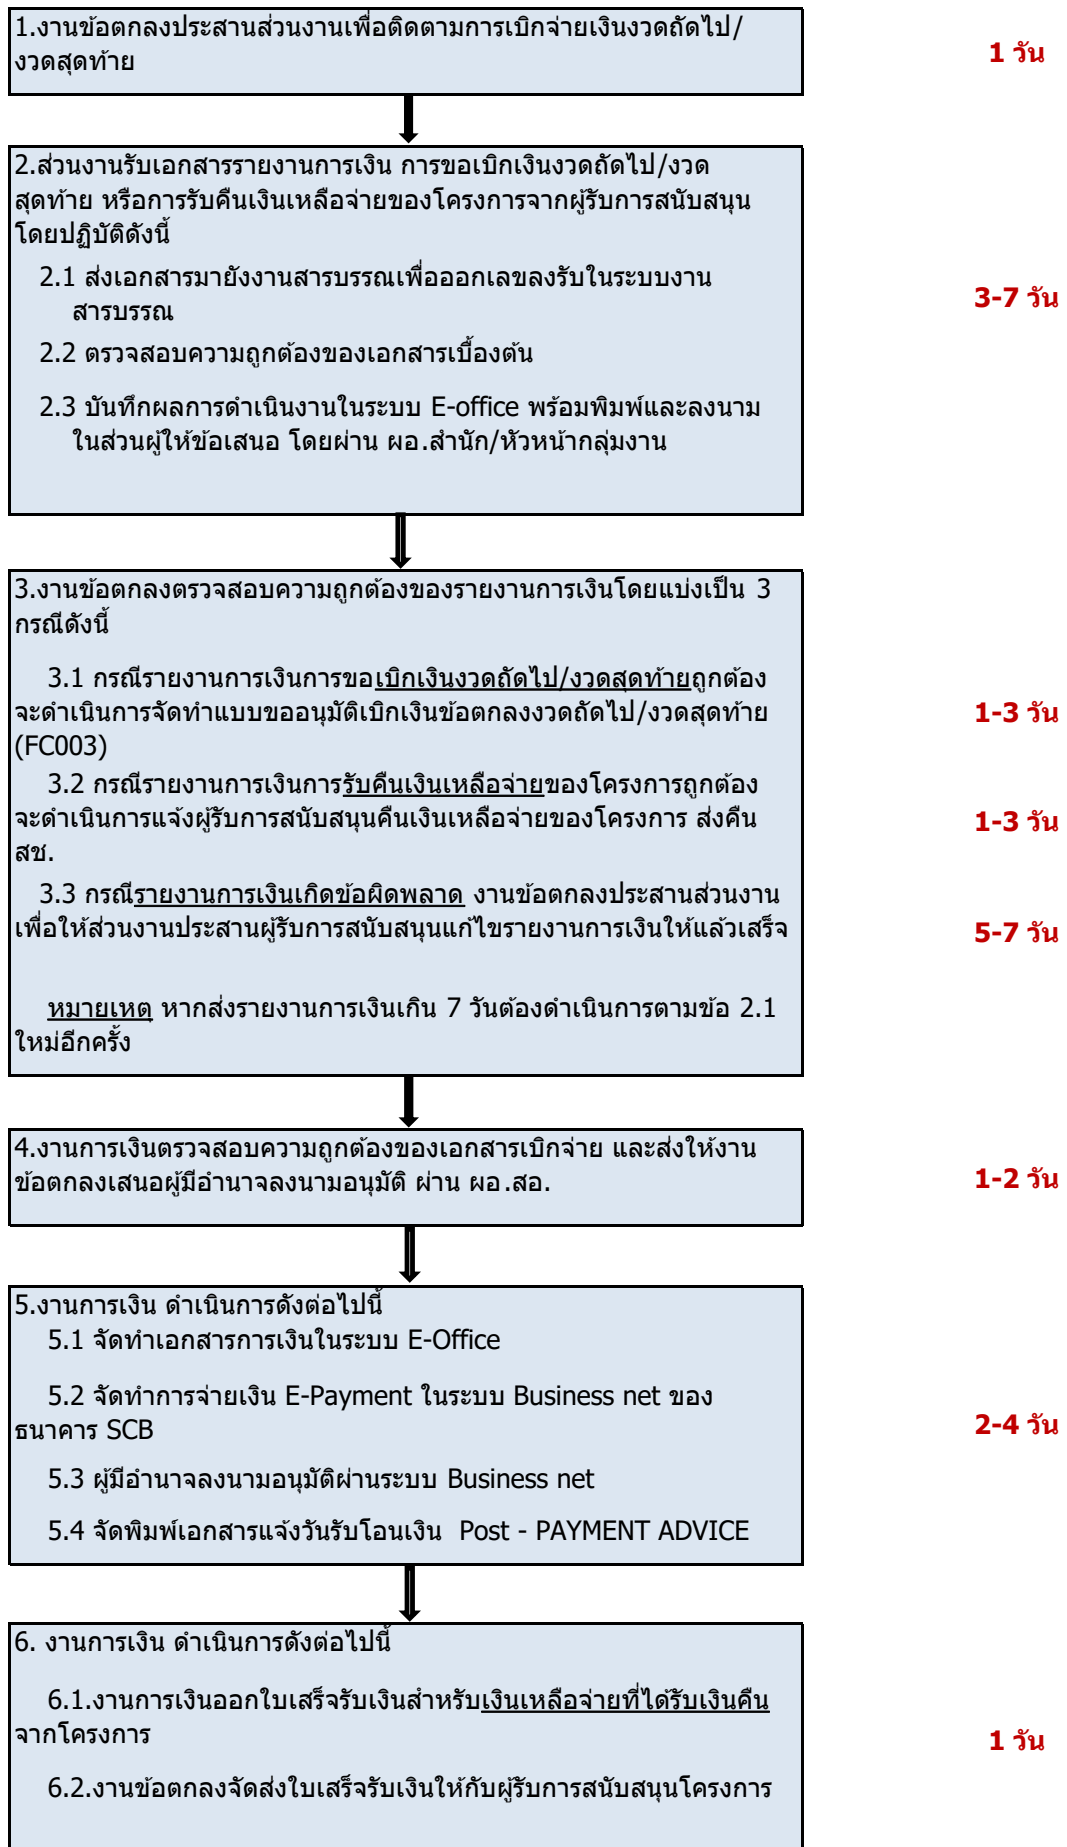 1.งานข้อตกลงประสานส่วนงานเพื่อติดตามการเบิกจ่ายเงินงวดถัดไป/
งวดสุดท้าย
1 วัน
2.ส่วนงานรับเอกสารรายงานการเงิน การขอเบิกเงินงวดถัดไป/งวด
สุดท้าย หรือการรับคืนเงินเหลือจ่ายของโครงการจากผู้รับการสนับสนุน
โดยปฏิบัติดังนี้
2.1 ส่งเอกสารมายังงานสารบรรณเพื่อออกเลขลงรับในระบบงาน
สารบรรณ
3-7 วัน
2.2 ตรวจสอบความถูกต้องของเอกสารเบื้องต้น
2.3 บันทึกผลการดำเนินงานในระบบ E-office พร้อมพิมพ์และลงนาม
ในส่วนผู้ให้ข้อเสนอ โดยผ่าน ผอ.สำนัก/หัวหน้ากลุ่มงาน
3.งานข้อตกลงตรวจสอบความถูกต้องของรายงานการเงินโดยแบ่งเป็น 3
กรณีดังนี้
3.1 กรณีรายงานการเงินการขอเบิกเงินงวดถัดไป/งวดสุดท้ายถูกต้อง
จะดำเนินการจัดทำแบบขออนุมัติเบิกเงินข้อตกลงงวดถัดไป/งวดสุดท้าย
(FC003)
1-3 วัน
3.2 กรณีรายงานการเงินการรับคืนเงินเหลือจ่ายของโครงการถูกต้อง
จะดำเนินการแจ้งผู้รับการสนับสนุนคืนเงินเหลือจ่ายของโครงการ ส่งคืน
สช.
1-3 วัน
3.3 กรณีรายงานการเงินเกิดข้อผิดพลาด งานข้อตกลงประสานส่วนงาน
เพื่อให้ส่วนงานประสานผู้รับการสนับสนุนแก้ไขรายงานการเงินให้แล้วเสร็จ
5-7 วัน
หมายเหตุ หากส่งรายงานการเงินเกิน 7 วันต้องดำเนินการตามข้อ 2.1
ใหม่อีกครั้ง
4.งานการเงินตรวจสอบความถูกต้องของเอกสารเบิกจ่าย และส่งให้งาน
ข้อตกลงเสนอผู้มีอำนาจลงนามอนุมัติ ผ่าน ผอ.สอ.
1-2 วัน
5.งานการเงิน ดำเนินการดังต่อไปนี้
5.1 จัดทำเอกสารการเงินในระบบ E-Office
5.2 จัดทำการจ่ายเงิน E-Payment ในระบบ Business net ของ
ธนาคาร SCB
2-4 วัน
5.3 ผู้มีอำนาจลงนามอนุมัติผ่านระบบ Business net
5.4 จัดพิมพ์เอกสารแจ้งวันรับโอนเงิน Post - PAYMENT ADVICE
6. งานการเงิน ดำเนินการดังต่อไปนี้
6.1.งานการเงินออกใบเสร็จรับเงินสำหรับเงินเหลือจ่ายที่ได้รับเงินคืน
จากโครงการ
1 วัน
6.2.งานข้อตกลงจัดส่งใบเสร็จรับเงินให้กับผู้รับการสนับสนุนโครงการ